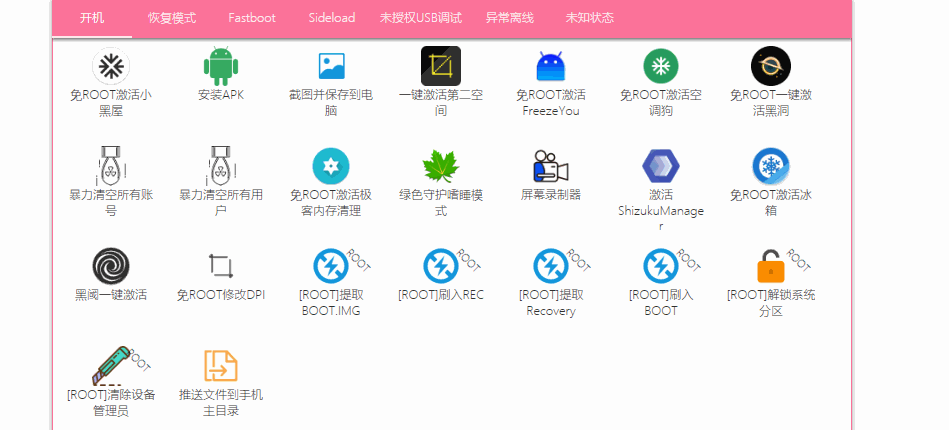 开机 恢复模式 Fastboot Sideload 未授权USB调试 异常离线 未知状态
免ROOT激活小黑屋
安装APK
截图并保存到电脑
一键激活第二空间
免ROOT激活FreezeYou
免ROOT激活空调狗
免ROOT一键激活黑洞
暴力清空所有账号
暴力清空所有用户
免ROOT激活极客内存清理
绿色守护嗜睡模式
屏幕录制器
激活ShizukuManager
免ROOT激活冰箱
黑阈一键激活
免ROOT修改DPI
ROOT
[ROOT]提取BOOT.IMG
ROOT
[ROOT]刷入REC
ROOT
[ROOT]提取Recovery
ROOT
[ROOT]刷入BOOT
ROOT
[ROOT]解锁系统分区
ROOT
[ROOT]清除设备管理员
推送文件到手机主目录